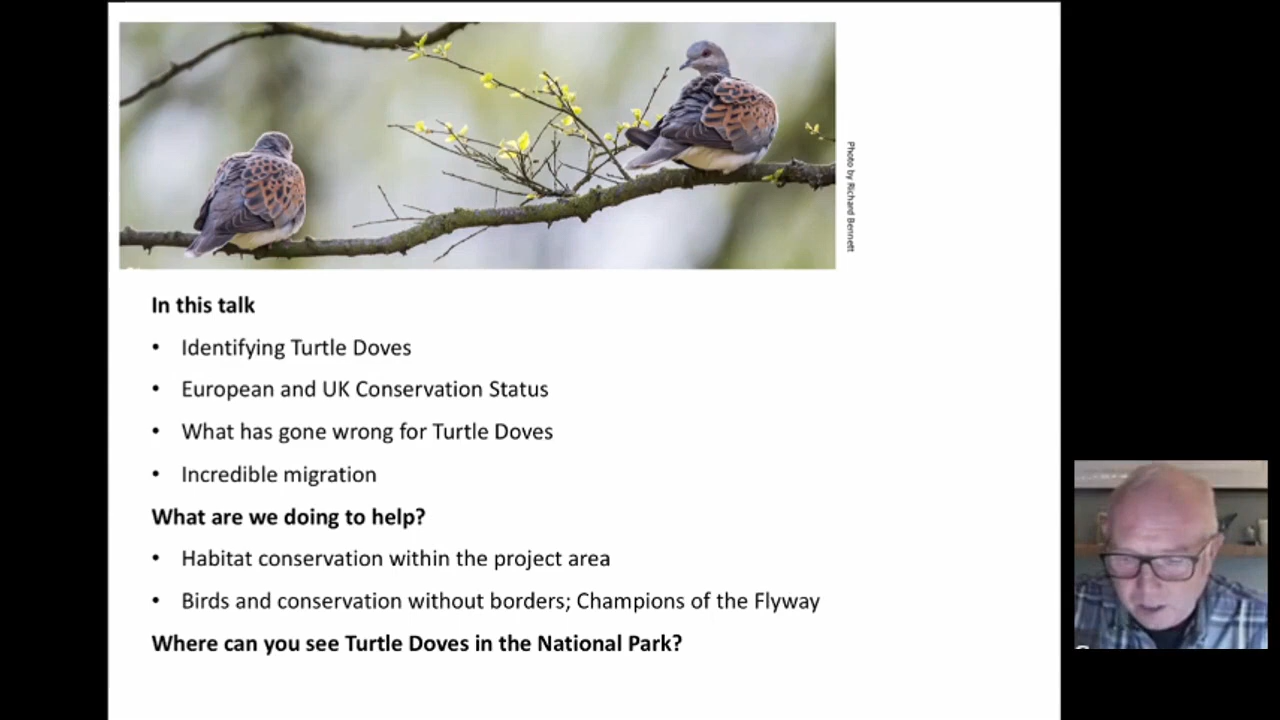 Photo by Richard Bennett
In this talk
• Identifying Turtle Doves
• European and UK Conservation Status
• What has gone wrong for Turtle Doves
• Incredible migration
What are we doing to help?
• Habitat conservation within the project area
• Birds and conservation without borders; Champions of the Flyway
Where can you see Turtle Doves in the National Park?